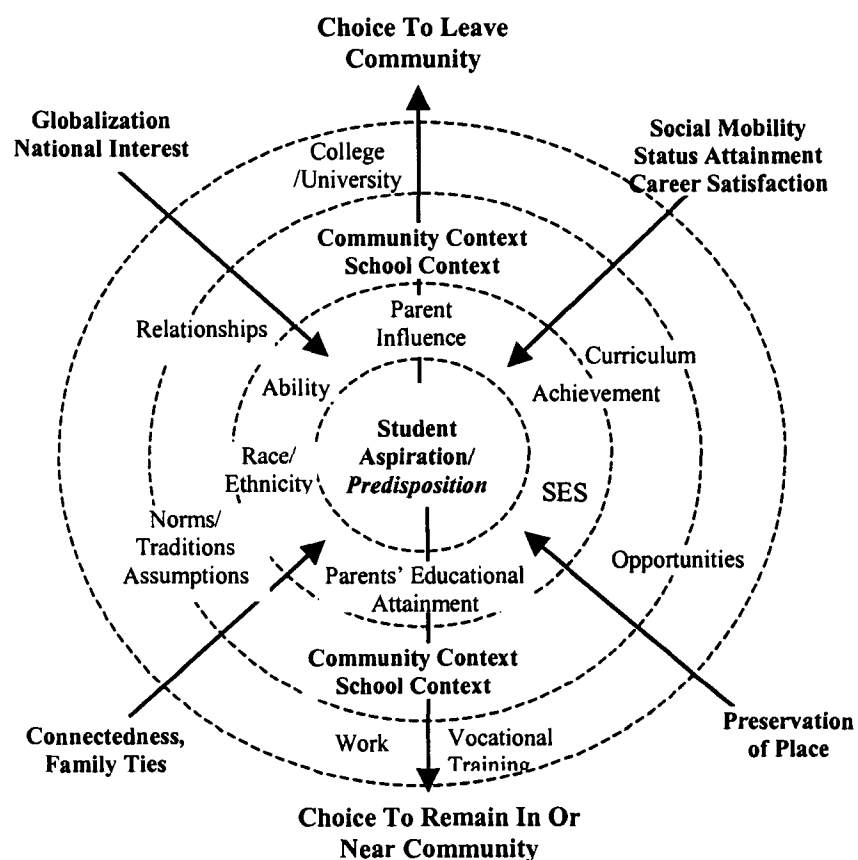 Choice To Leave
Community
Globalization
National Interest
Social Mobility
Status Attainment
Career Satisfaction
College
/University
Community Context
School Context
Parent
Influence
Relationships
Curriculum
Ability
Achievement
Student
Aspiration/
Predisposition
Race/
Ethnicity
SES
Norms/
Traditions
Assumptions
Opportunities
Parents' Educational
Attainment
Community Context
School Context
Connectedness,
Family Ties
Work
Vocational
Training
Preservation
of Place
Choice To Remain In Or
Near Community